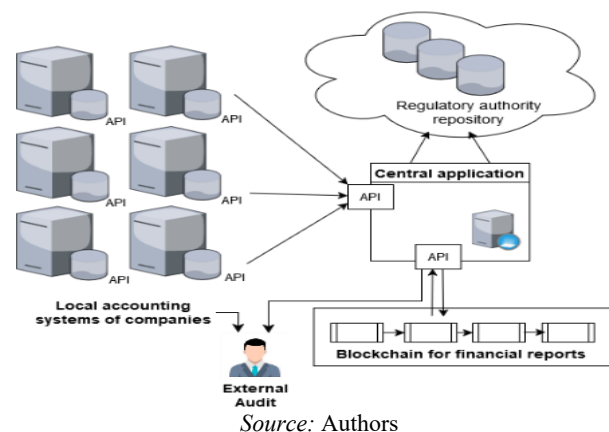 API
API
API
API
API
API
Local accounting
systems of companies
Regulatory authority
repository
Central application
API
API
Blockchain for financial reports
External
Audit
Source: Authors